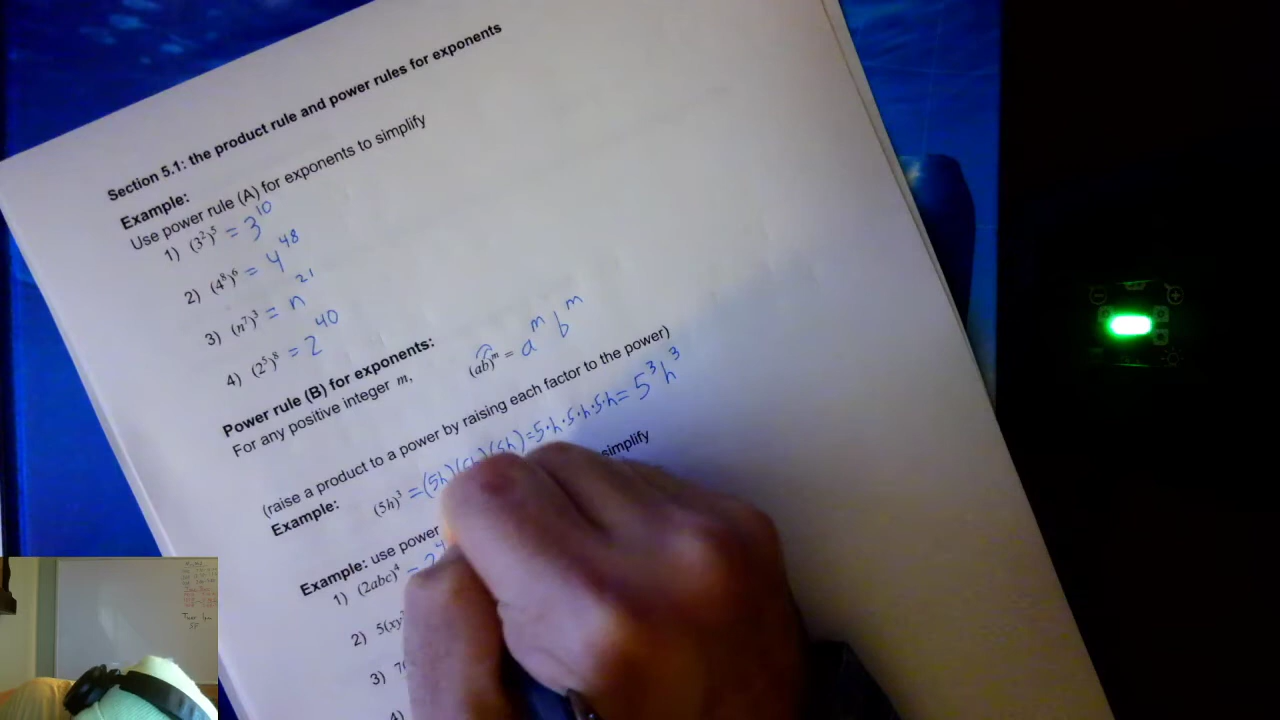 Section 5.1: the product rule and power rules for exponents
Example:
Use power rule (A) for exponents to simplify
1) (3²)⁵ = 3¹⁰
2) (4⁸)⁶ = 4⁴⁸
3) (n⁷)³ = n²¹
4) (2⁵)⁸ = 2⁴⁰
Power rule (B) for exponents:
For any positive integer m, (ab)ᵐ = aᵐ bᵐ
(raise a product to a power by raising each factor to the power)
Example: (5h)³ = (5h)(5h)(5h) = 5·h·5·h·5·h = 5³h³
Example: use power simplify
1) (2abc)⁴ = 2⁴
2) 5(xy
3) 7(
4)